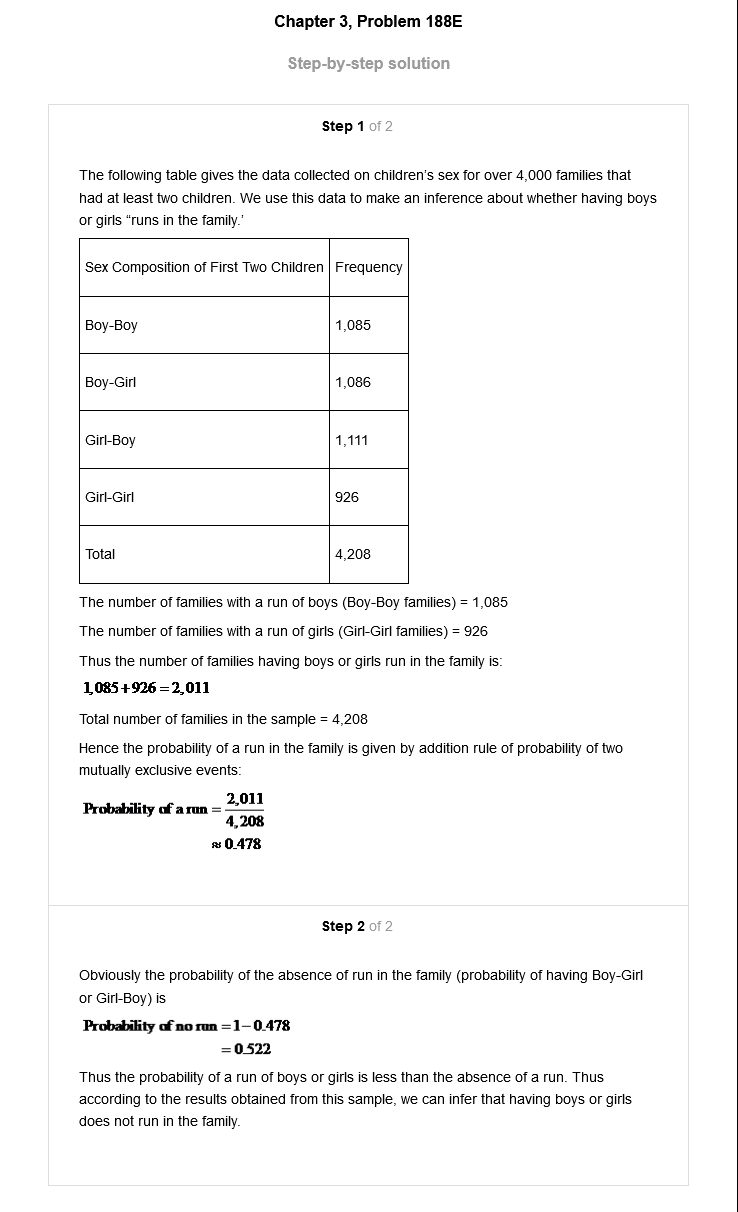 Chapter 3, Problem 188E
Step-by-step solution
Step 1 of 2
The following table gives the data collected on children's sex for over 4,000 families that
had at least two children. We use this data to make an inference about whether having boys
or girls “runs in the family.’
Sex Composition of First Two Children Frequency
Boy-Boy 1,085
Boy-Girl 1,086
Girl-Boy 1,111
Girl-Girl 926
Total 4,208
The number of families with a run of boys (Boy-Boy families) = 1,085
The number of families with a run of girls (Girl-Girl families) = 926
Thus the number of families having boys or girls run in the family is:
1,085+926=2,011
Total number of families in the sample = 4,208
Hence the probability of a run in the family is given by addition rule of probability of two
mutually exclusive events:
Probability of a run = 2,011
4,208
≈ 0.478
Step 2 of 2
Obviously the probability of the absence of run in the family (probability of having Boy-Girl
or Girl-Boy) is
Probability of no run =1−0.478
=0.522
Thus the probability of a run of boys or girls is less than the absence of a run. Thus
according to the results obtained from this sample, we can infer that having boys or girls
does not run in the family.